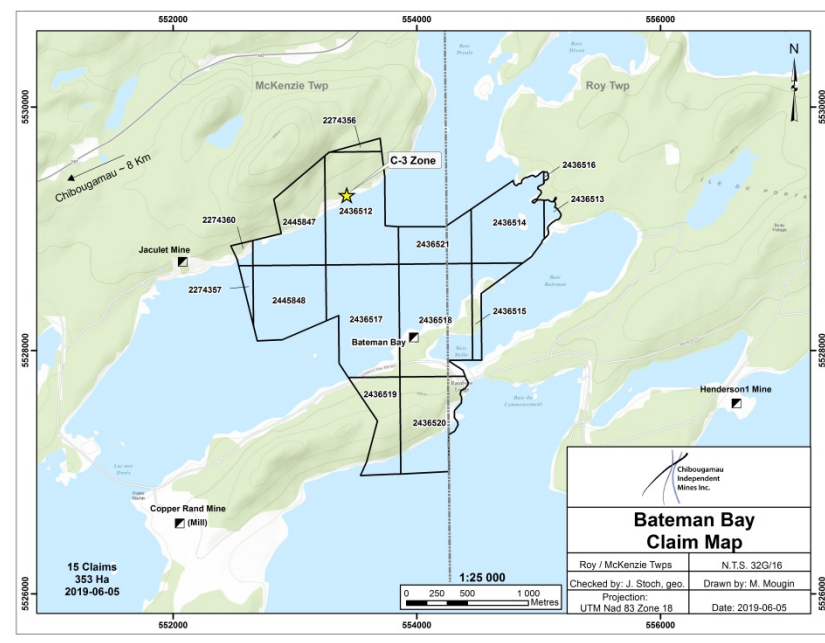 552000
554000
556000
5530000
5530000
McKenzie Twp
Roy Twp
N
2274356
Chibougamau ~ 8 Km
C-3 Zone
2436516
2436513
2436512
2274360
2445847
2436514
2436521
Jaculet Mine
2274357
2445848
2436517
2436518
2436515
Bateman Bay
5528000
5528000
2436519
2436520
Henderson1 Mine
Copper Rand Mine
(Mill)
15 Claims
353 Ha
2019-06-05
1:25 000
0 250 500 1 000
Metres
Chibougamau
Independent
Mines Inc.
Bateman Bay
Claim Map
Roy / McKenzie Twps
N.T.S. 32G/16
Checked by: J. Stoch, geo.
Drawn by: M. Mougin
Projection:
UTM Nad 83 Zone 18
Date: 2019-06-05
5526000
5526000
552000
554000
556000